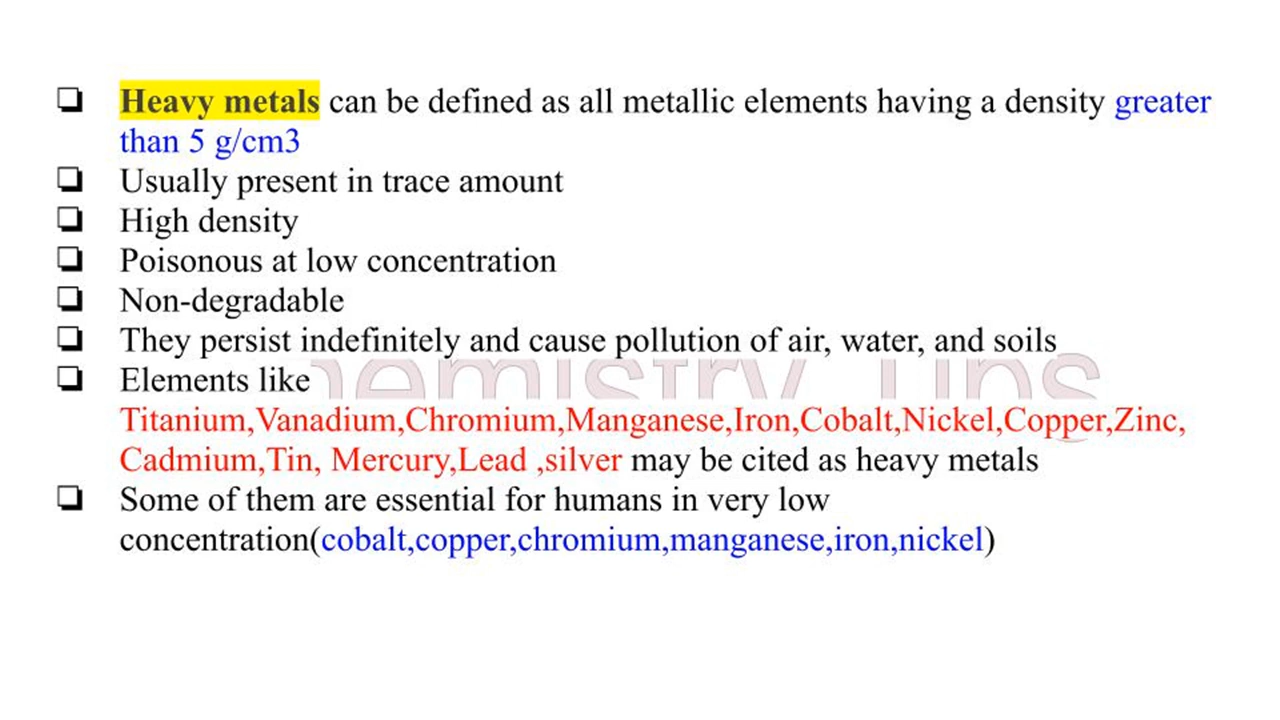 ❏ Heavy metals can be defined as all metallic elements having a density greater
than 5 g/cm3
❏ Usually present in trace amount
❏ High density
❏ Poisonous at low concentration
❏ Non-degradable
❏ They persist indefinitely and cause pollution of air, water, and soils
❏ Elements like
Titanium,Vanadium,Chromium,Manganese,Iron,Cobalt,Nickel,Copper,Zinc,
Cadmium,Tin, Mercury,Lead ,silver may be cited as heavy metals
❏ Some of them are essential for humans in very low
concentration(cobalt,copper,chromium,manganese,iron,nickel)